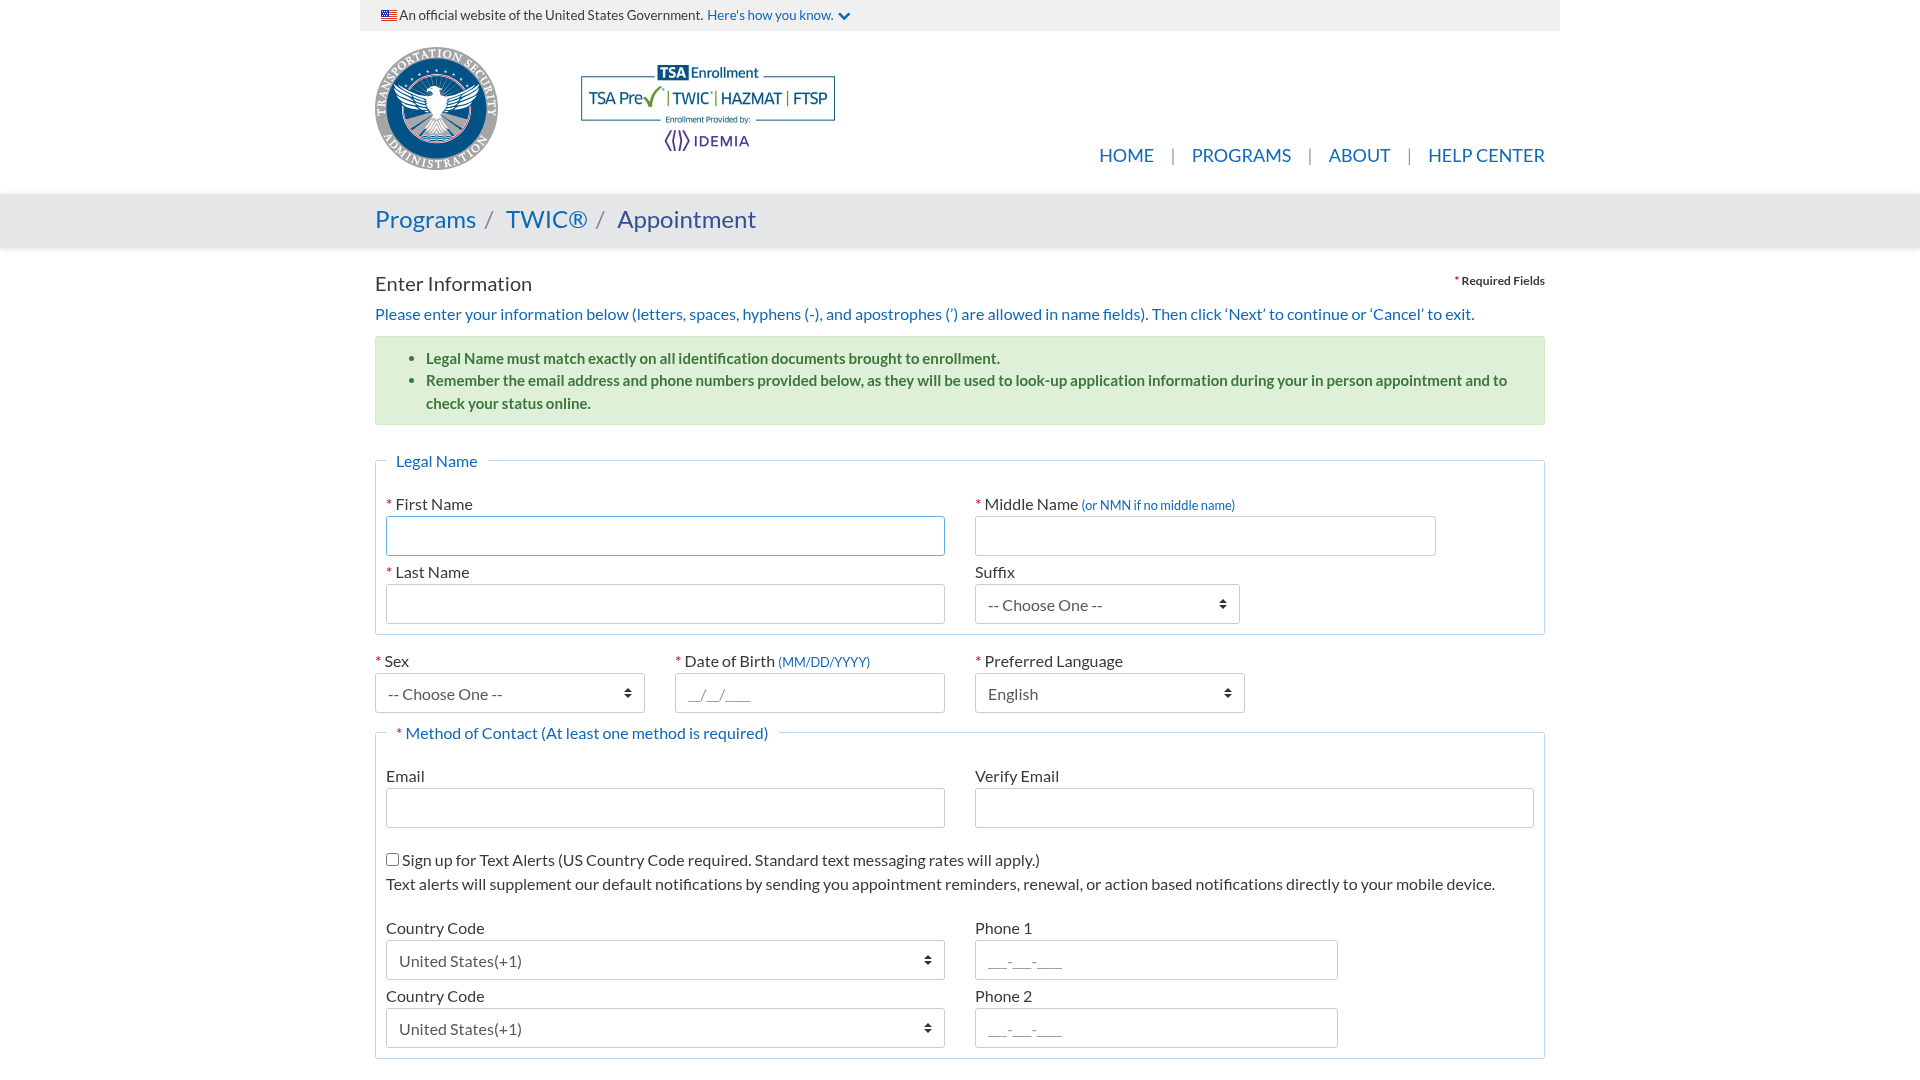 An official website of the United States Government. Here's how you know.
TRANSPORTATION SECURITY
ADMINISTRATION
TSA Enrollment
TSA Pre✓® | TWIC® | HAZMAT | FTSP
Enrollment Provided by:
IDEMIA
HOME | PROGRAMS | ABOUT | HELP CENTER
Programs / TWIC® / Appointment
Enter Information
* Required Fields
Please enter your information below (letters, spaces, hyphens (-), and apostrophes (’) are allowed in name fields). Then click ‘Next’ to continue or ‘Cancel’ to exit.
• Legal Name must match exactly on all identification documents brought to enrollment.
• Remember the email address and phone numbers provided below, as they will be used to look-up application information during your in person appointment and to
check your status online.
Legal Name
* First Name
* Middle Name (or NMN if no middle name)
* Last Name
Suffix
-- Choose One --
* Sex
* Date of Birth (MM/DD/YYYY)
* Preferred Language
-- Choose One --
__/__/____
English
* Method of Contact (At least one method is required)
Email
Verify Email
Sign up for Text Alerts (US Country Code required. Standard text messaging rates will apply.)
Text alerts will supplement our default notifications by sending you appointment reminders, renewal, or action based notifications directly to your mobile device.
Country Code
Phone 1
United States(+1)
___-___-____
Country Code
Phone 2
United States(+1)
___-___-____